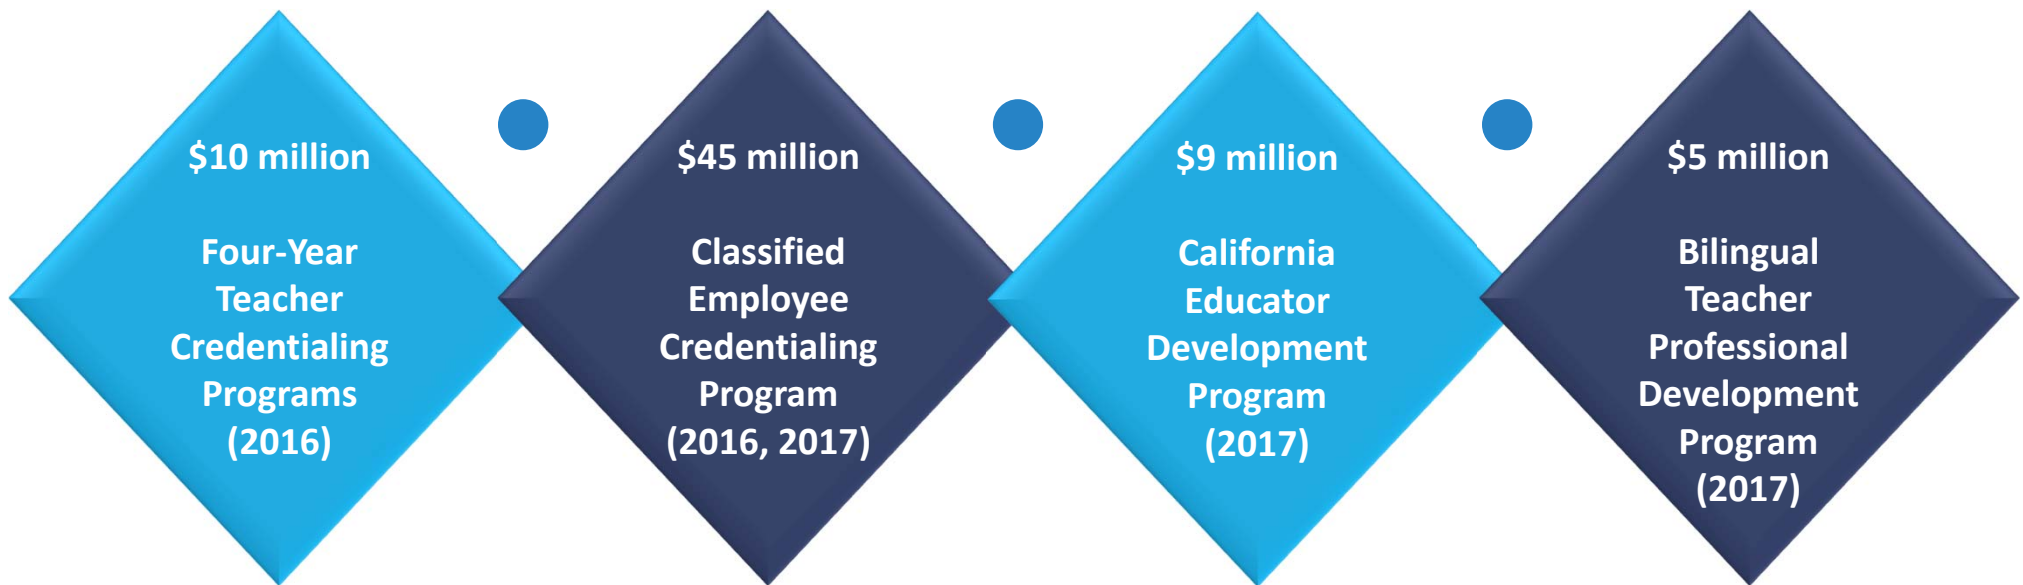 $10 million
Four-Year
Teacher
Credentialing
Programs
(2016)
$45 million
Classified
Employee
Credentialing
Program
(2016, 2017)
$9 million
California
Educator
Development
Program
(2017)
$5 million
Bilingual
Teacher
Professional
Development
Program
(2017)